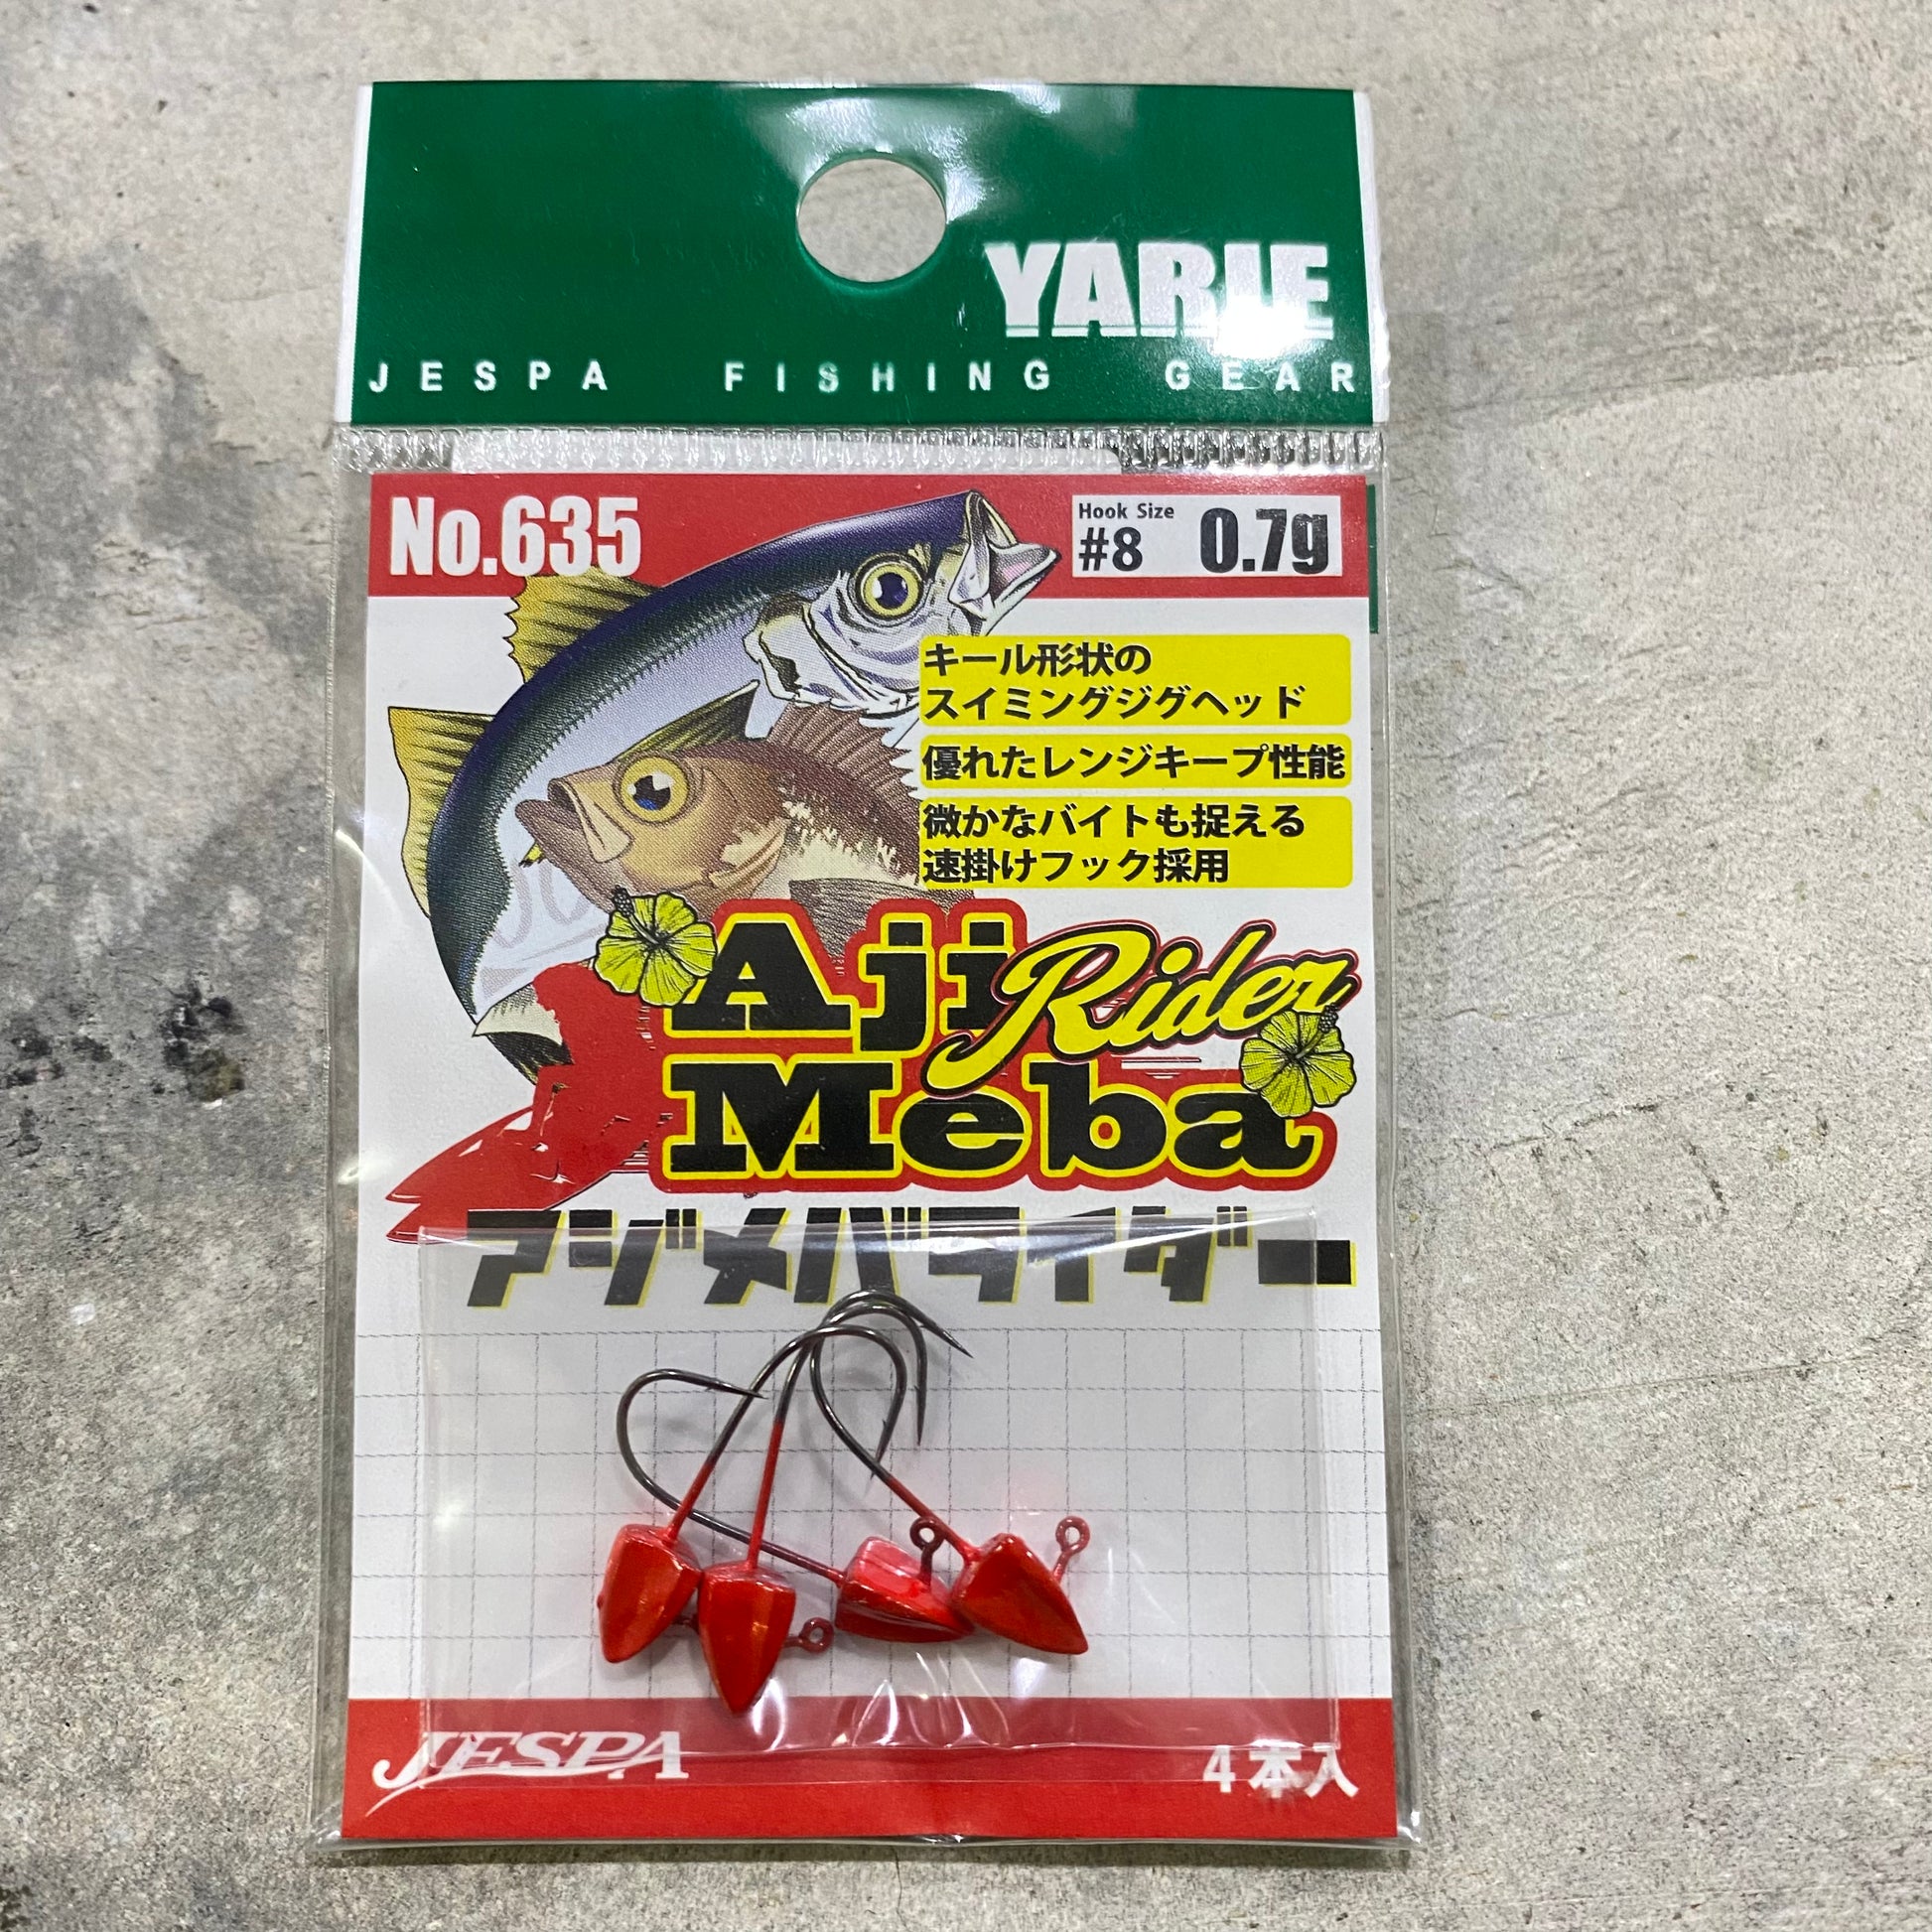 YARIE
JESPA FISHING GEAR
No.635
Hook Size
#8 0.7g
キール形状の
スイミングジグヘッド
優れたレンジキープ性能
微かなバイトも捉える
速掛けフック採用
Aji Rider
Meba
アジメバライダー
JESPA
4本入